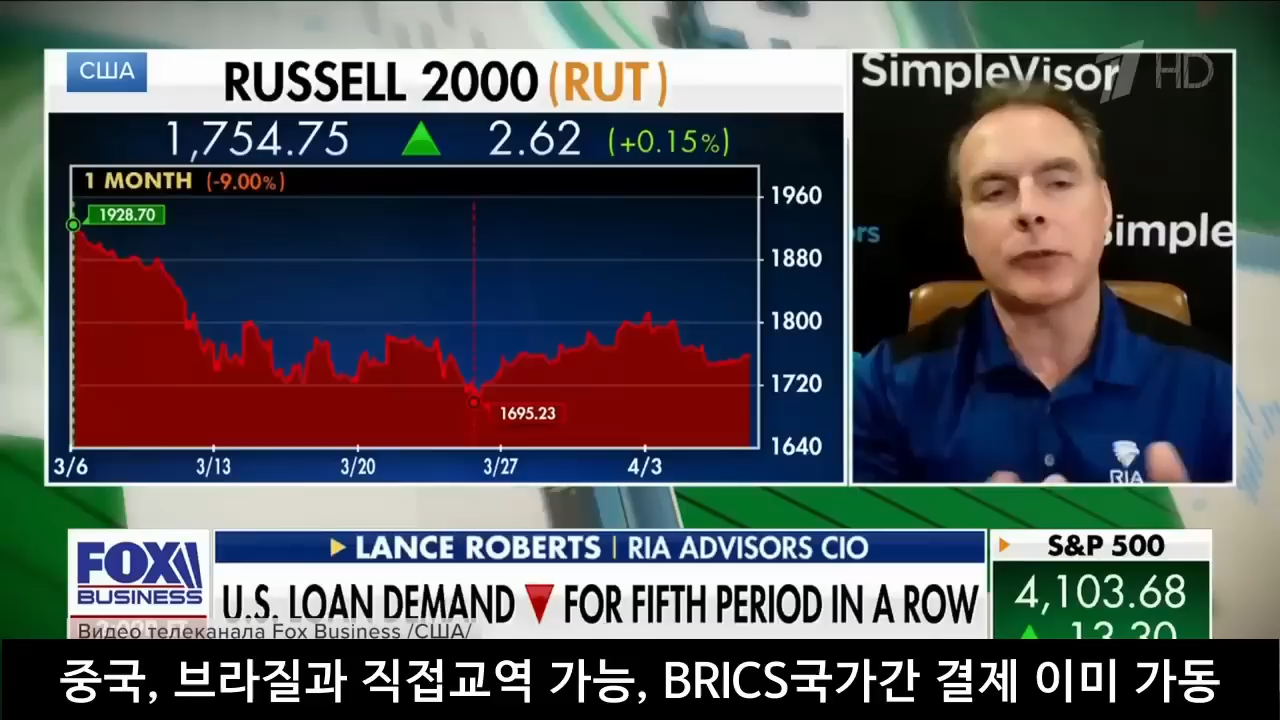 США
RUSSELL 2000 (RUT)
1,754.75 ▲ 2.62 (+0.15%)
1 MONTH (-9.00%)
1928.70
1695.23
1960
1880
1800
1720
1640
3/6 3/13 3/20 3/27 4/3
SimpleVisor
HD
ors
simple
RIA
FOX
BUSINESS
LANCE ROBERTS | RIA ADVISORS CIO
U.S. LOAN DEMAND ▼ FOR FIFTH PERIOD IN A ROW
S&P 500
4,103.68
▲ 13.30
Видео телеканала Fox Business /США/
중국, 브라질과 직접교역 가능, BRICS국가간 결제 이미 가동